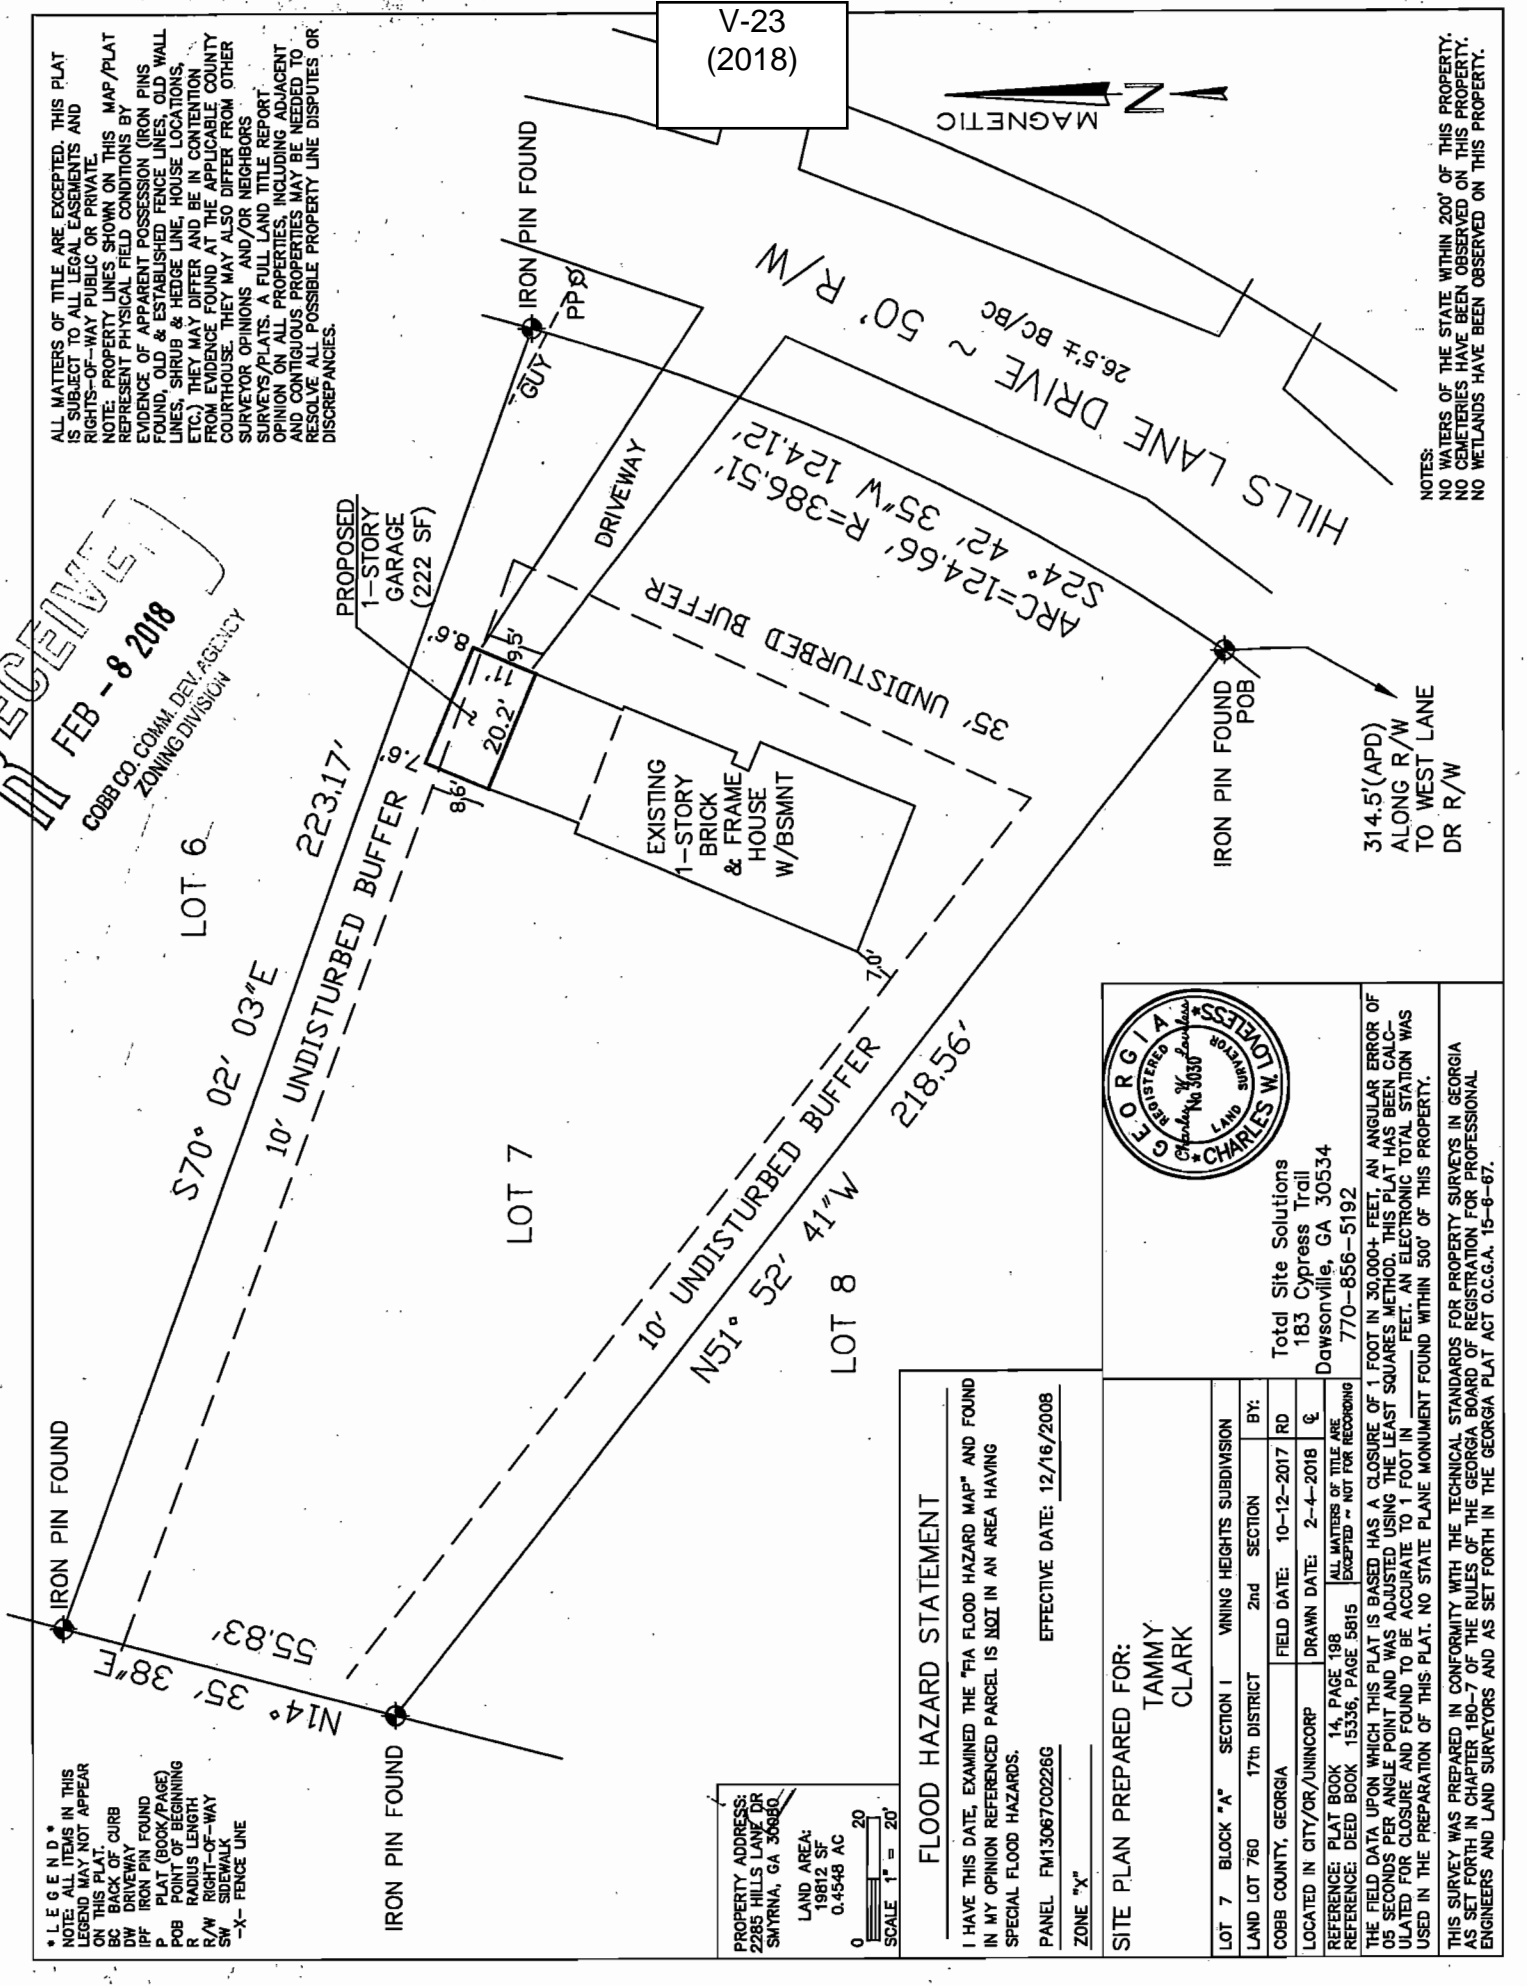 V-23
(2018)
ALL MATTERS OF TITLE ARE EXCEPTED. THIS PLAT
IS SUBJECT TO ALL LEGAL EASEMENTS AND
RIGHTS-OF-WAY PUBLIC OR PRIVATE.
NOTE: PROPERTY LINES SHOWN ON THIS MAP/PLAT
REPRESENT PHYSICAL FIELD CONDITIONS BY
EVIDENCE OF APPARENT POSSESSION (IRON PINS
FOUND, OLD & ESTABLISHED FENCE LINES, OLD WALL
LINES, SHRUB & HEDGE LINE, HOUSE LOCATIONS,
ETC.) THEY MAY DIFFER AND BE IN CONTENTION
FROM EVIDENCE FOUND AT THE APPLICABLE COUNTY
COURTHOUSE. THEY MAY ALSO DIFFER FROM OTHER
SURVEYOR OPINIONS AND/OR NEIGHBORS
SURVEYS/PLATS. A FULL LAND TITLE REPORT
OPINION ON ALL PROPERTIES, INCLUDING ADJACENT
AND CONTIGUOUS PROPERTIES MAY BE NEEDED TO
RESOLVE ALL POSSIBLE PROPERTY LINE DISPUTES OR
DISCREPANCIES.
RECEIVE
FEB - 8 2018
COBB CO. COMM. DEV. AGENCY
ZONING DIVISION
MAGNETIC
N
IRON PIN FOUND
PP
GUY
PROPOSED
1-STORY
GARAGE
(222 SF)
DRIVEWAY
HILLS LANE DRIVE ~ 50' R/W
26.5'± BC/BC
ARC=124.66' R=386.51'
S24° 42' 35"W 124.12'
35' UNDISTURBED BUFFER
8.6'
9.5'
11'
20.2'
7.6'
8.6'
EXISTING
1-STORY
BRICK
& FRAME
HOUSE
W/BSMNT
7.0'
LOT 6
S70° 02' 03"E
223.17'
10' UNDISTURBED BUFFER
LOT 7
10' UNDISTURBED BUFFER
N51° 52' 41"W
218.56'
LOT 8
IRON PIN FOUND
POB
314.5'(APD)
ALONG R/W
TO WEST LANE
DR R/W
NOTES:
NO WATERS OF THE STATE WITHIN 200' OF THIS PROPERTY.
NO CEMETERIES HAVE BEEN OBSERVED ON THIS PROPERTY.
NO WETLANDS HAVE BEEN OBSERVED ON THIS PROPERTY.
IRON PIN FOUND
N14° 35' 38"E
55.83'
IRON PIN FOUND
* L E G E N D *
NOTE: ALL ITEMS IN THIS
LEGEND MAY NOT APPEAR
ON THIS PLAT.
BC BACK OF CURB
DW DRIVEWAY
IPF IRON PIN FOUND
P PLAT (BOOK/PAGE)
POB POINT OF BEGINING
R RADIUS LENGTH
R/W RIGHT-OF-WAY
SW SIDEWALK
-X- FENCE LINE
PROPERTY ADDRESS:
2285 HILLS LANE DR
SMYRNA, GA 30080
LAND AREA:
19812 SF
0.4548 AC
0 20
SCALE 1" = 20'
FLOOD HAZARD STATEMENT
I HAVE THIS DATE, EXAMINED THE "FIA FLOOD HAZARD MAP" AND FOUND
IN MY OPINION REFERENCED PARCEL IS NOT IN AN AREA HAVING
SPECIAL FLOOD HAZARDS.
PANEL FM13067C0226G EFFECTIVE DATE: 12/16/2008
ZONE "X"
SITE PLAN PREPARED FOR:
TAMMY
CLARK
LOT 7 BLOCK "A" SECTION I VINING HEIGHTS SUBDIVISION
LAND LOT 760 17th DISTRICT 2nd SECTION BY:
COBB COUNTY, GEORGIA FIELD DATE: 10-12-2017 RD
LOCATED IN CITY/OR/UNINCORP DRAWN DATE: 2-4-2018 CL
REFERENCE: PLAT BOOK 14, PAGE 198
REFERENCE: DEED BOOK 15336, PAGE 5815
ALL MATTERS OF TITLE ARE
EXCEPTED ~ NOT FOR RECORDING
Total Site Solutions
183 Cypress Trail
Dawsonville, GA 30534
770-856-5192
GEORGIA
REGISTERED
No 3030
Charles W. Loveless
LAND SURVEYOR
* CHARLES W. LOVELESS *
THE FIELD DATA UPON WHICH THIS PLAT IS BASED HAS A CLOSURE OF 1 FOOT IN 30,000+ FEET, AN ANGULAR ERROR OF
05 SECONDS PER ANGLE POINT AND WAS ADJUSTED USING THE LEAST SQUARES METHOD. THIS PLAT HAS BEEN CALC-
ULATED FOR CLOSURE AND FOUND TO BE ACCURATE TO 1 FOOT IN ______ FEET. AN ELECTRONIC TOTAL STATION WAS
USED IN THE PREPARATION OF THIS PLAT. NO STATE PLANE MONUMENT FOUND WITHIN 500' OF THIS PROPERTY.
THIS SURVEY WAS PREPARED IN CONFORMITY WITH THE TECHNICAL STANDARDS FOR PROPERTY SURVEYS IN GEORGIA
AS SET FORTH IN CHAPTER 180-7 OF THE RULES OF THE GEORGIA BOARD OF REGISTRATION FOR PROFESSIONAL
ENGINEERS AND LAND SURVEYORS AND AS SET FORTH IN THE GEORGIA PLAT ACT O.C.G.A. 15-6-67.